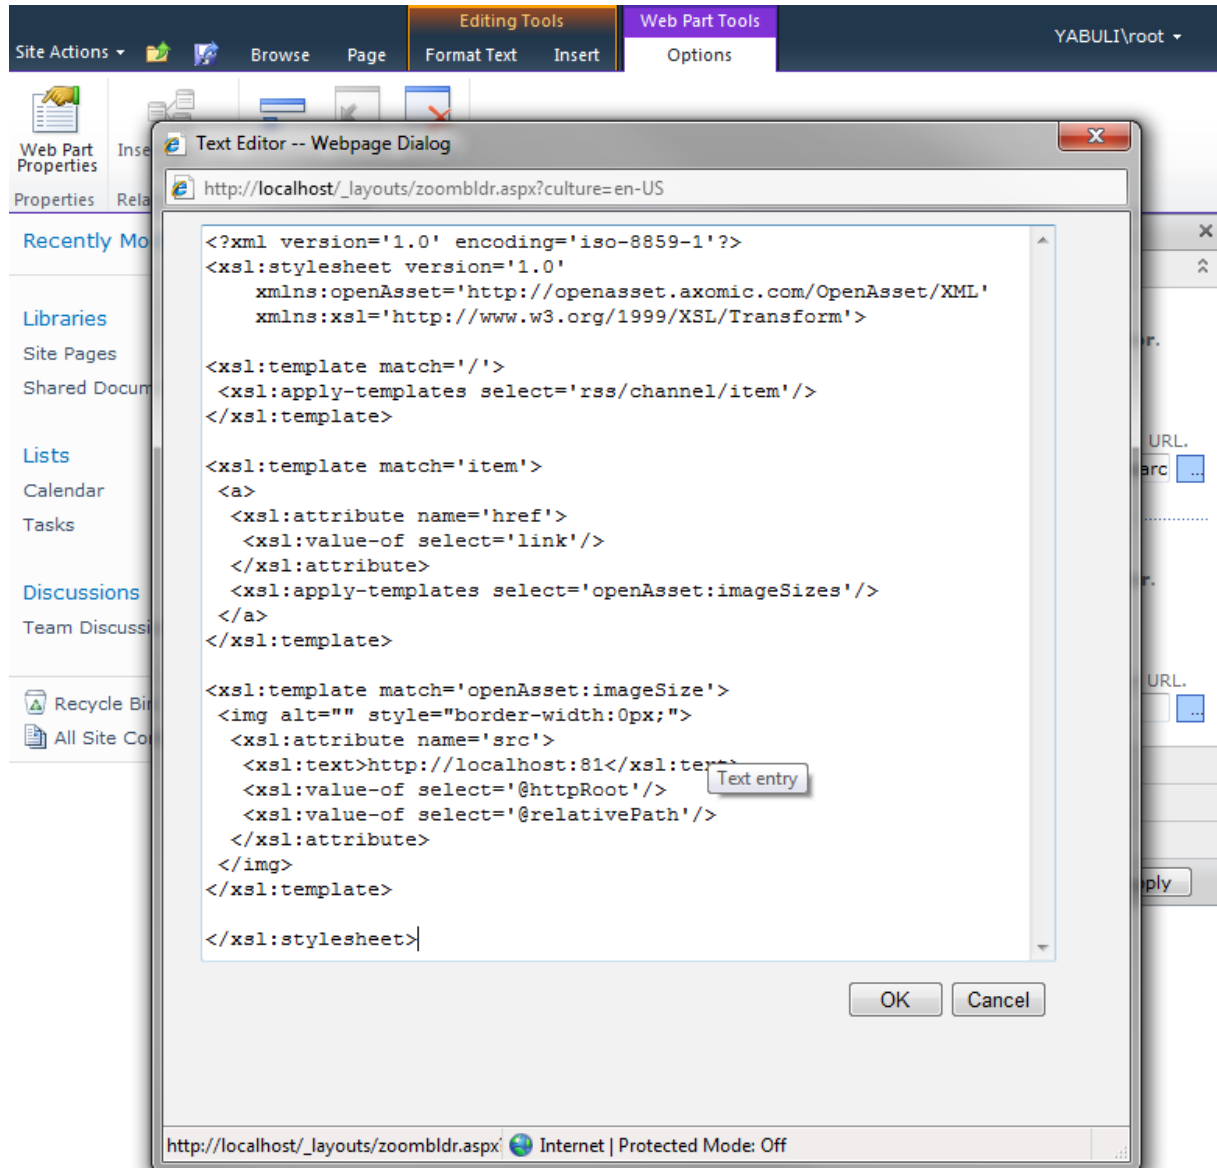 Editing Tools
Web Part Tools
YABULI\root
Site Actions
Browse
Page
Format Text
Insert
Options
Web Part
Properties
Properties
Text Editor -- Webpage Dialog
http://localhost/_layouts/zoombldr.aspx?culture=en-US
Recently
Libraries
Site Pages
Shared
Lists
Calendar
Tasks
Discussions
Team
Recycle
All Site
<?xml version='1.0' encoding='iso-8859-1'?>
<xsl:stylesheet version='1.0'
xmlns:openAsset='http://openasset.axomic.com/OpenAsset/XML'
xmlns:xsl='http://www.w3.org/1999/XSL/Transform'>
<xsl:template match='/'>
<xsl:apply-templates select='rss/channel/item'/>
</xsl:template>
<xsl:template match='item'>
<a>
<xsl:attribute name='href'>
<xsl:value-of select='link'/>
</xsl:attribute>
<xsl:apply-templates select='openAsset:imageSizes'/>
</a>
</xsl:template>
<xsl:template match='openAsset:imageSize'>
<img alt="" style="border-width:0px;">
<xsl:attribute name='src'>
<xsl:text>http://localhost:81</xsl:text>
<xsl:value-of select='@httpRoot'/>
<xsl:value-of select='@relativePath'/>
</xsl:attribute>
</img>
</xsl:template>
</xsl:stylesheet>
Text entry
URL.
...
URL.
...
OK
Cancel
http://localhost/_layouts/zoombldr.aspx
Internet | Protected Mode: Off